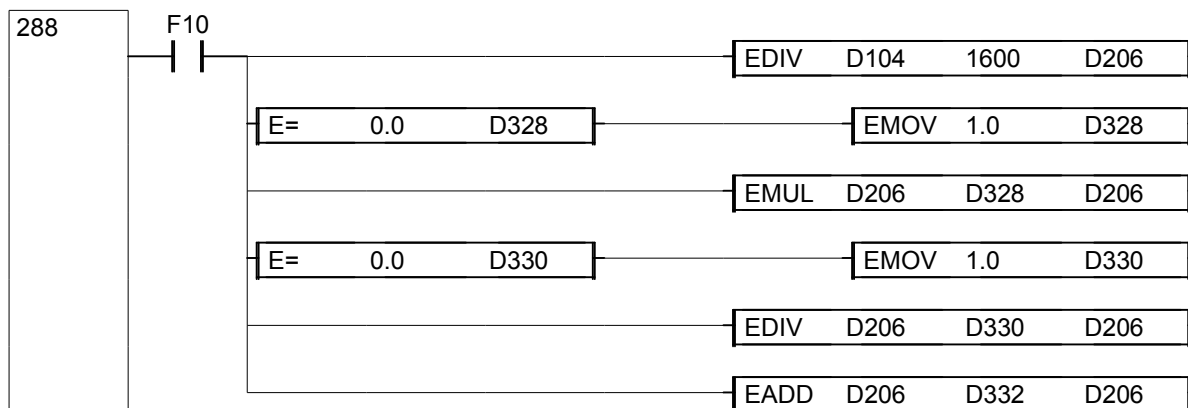 288
F10
EDIV D104 1600 D206
E= 0.0 D328 EMOV 1.0 D328
EMUL D206 D328 D206
E= 0.0 D330 EMOV 1.0 D330
EDIV D206 D330 D206
EADD D206 D332 D206